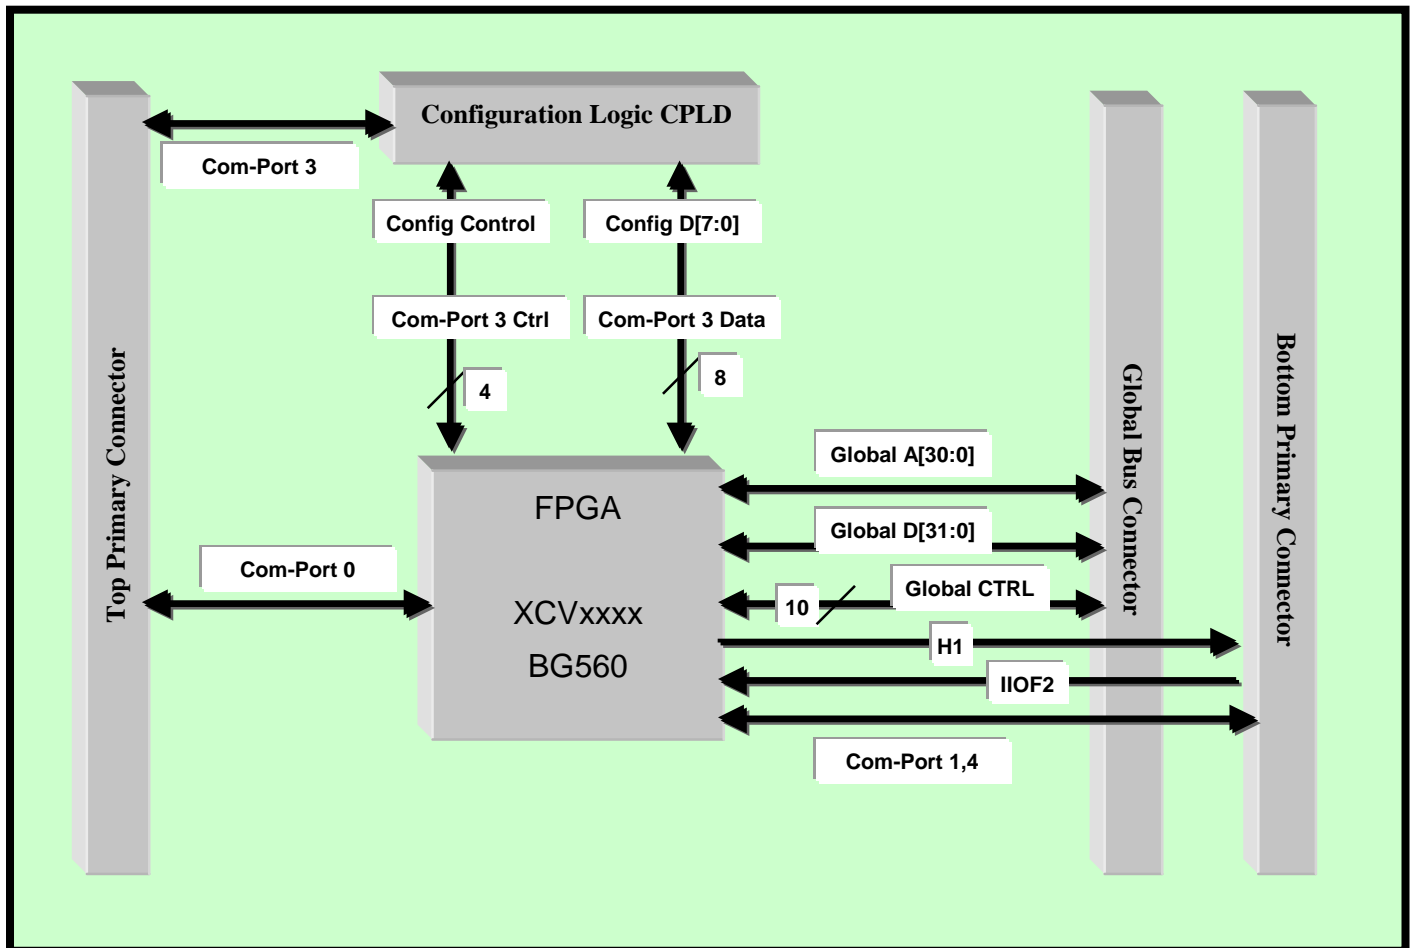 Configuration Logic CPLD
Com-Port 3
Config Control
Config D[7:0]
Com-Port 3 Ctrl
Com-Port 3 Data
4
8
Top Primary Connector
Global Bus Connector
Bottom Primary Connector
FPGA
XCVxxxx
BG560
Com-Port 0
Global A[30:0]
Global D[31:0]
Global CTRL
10
H1
IIOF2
Com-Port 1,4